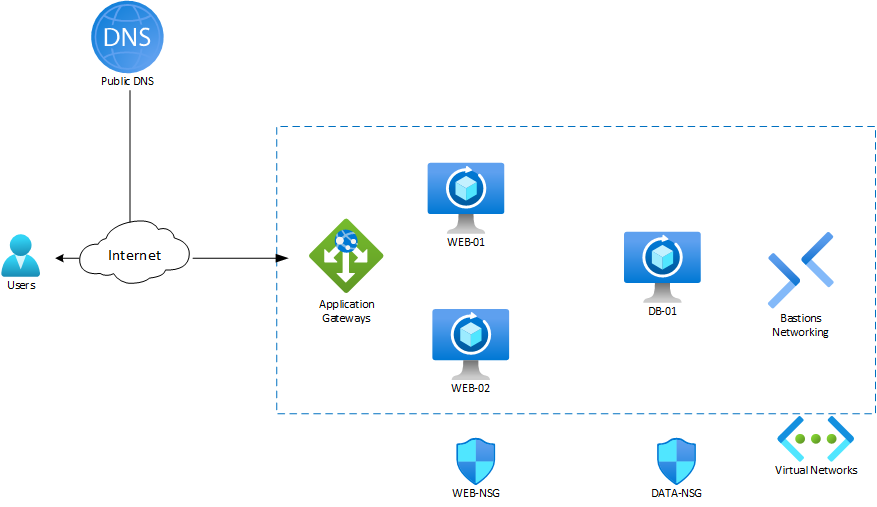 DNS
Public DNS
Internet
Users
Application
Gateways
WEB-01
WEB-02
DB-01
Bastions
Networking
WEB-NSG
DATA-NSG
Virtual Networks